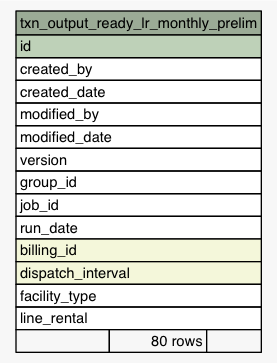 txn_output_ready_lr_monthly_prelim
id
created_by
created_date
modified_by
modified_date
version
group_id
job_id
run_date
billing_id
dispatch_interval
facility_type
line_rental
80 rows